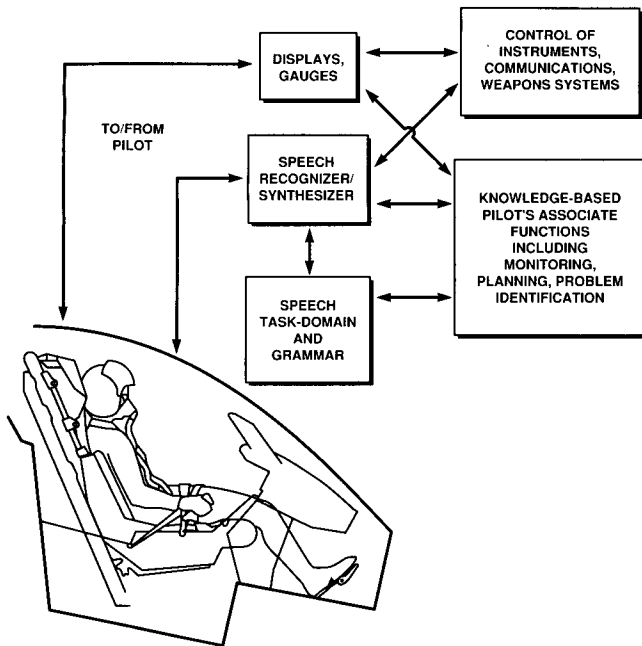 DISPLAYS,
GAUGES
CONTROL OF
INSTRUMENTS,
COMMUNICATIONS,
WEAPONS SYSTEMS
TO/FROM
PILOT
SPEECH
RECOGNIZER/
SYNTHESIZER
KNOWLEDGE-BASED
PILOT'S ASSOCIATE
FUNCTIONS
INCLUDING
MONITORING,
PLANNING, PROBLEM
IDENTIFICATION
SPEECH
TASK-DOMAIN
AND
GRAMMAR